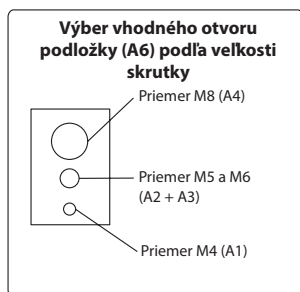 Výber vhodného otvoru
podložky (A6) podľa veľkosti
skrutky
Priemer M8 (A4)
Priemer M5 a M6
(A2 + A3)
Priemer M4 (A1)